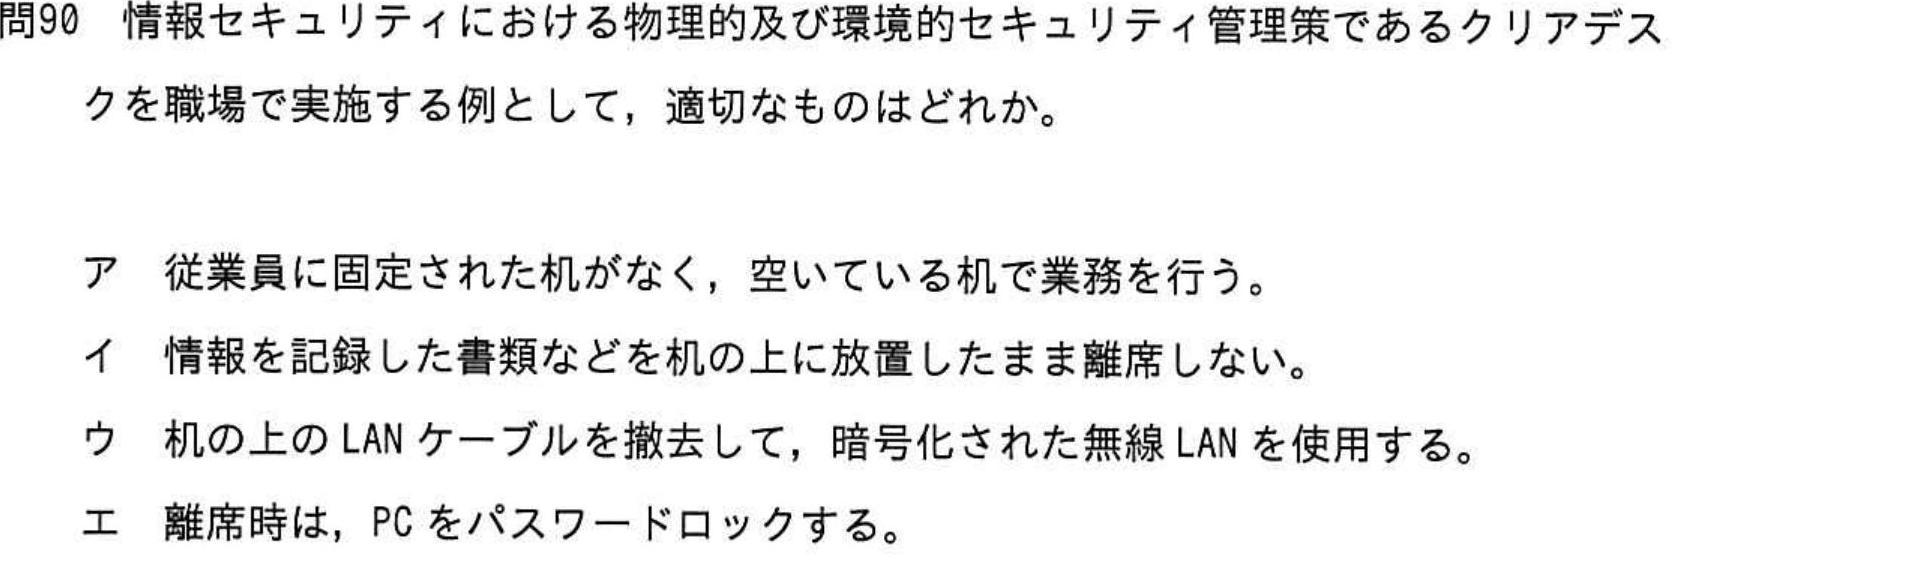 問90　情報セキュリティにおける物理的及び環境的セキュリティ管理策であるクリアデス
クを職場で実施する例として，適切なものはどれか。
ア　従業員に固定された机がなく，空いている机で業務を行う。
イ　情報を記録した書類などを机の上に放置したまま離席しない。
ウ　机の上の LAN ケーブルを撤去して，暗号化された無線 LAN を使用する。
エ　離席時は，PC をパスワードロックする。